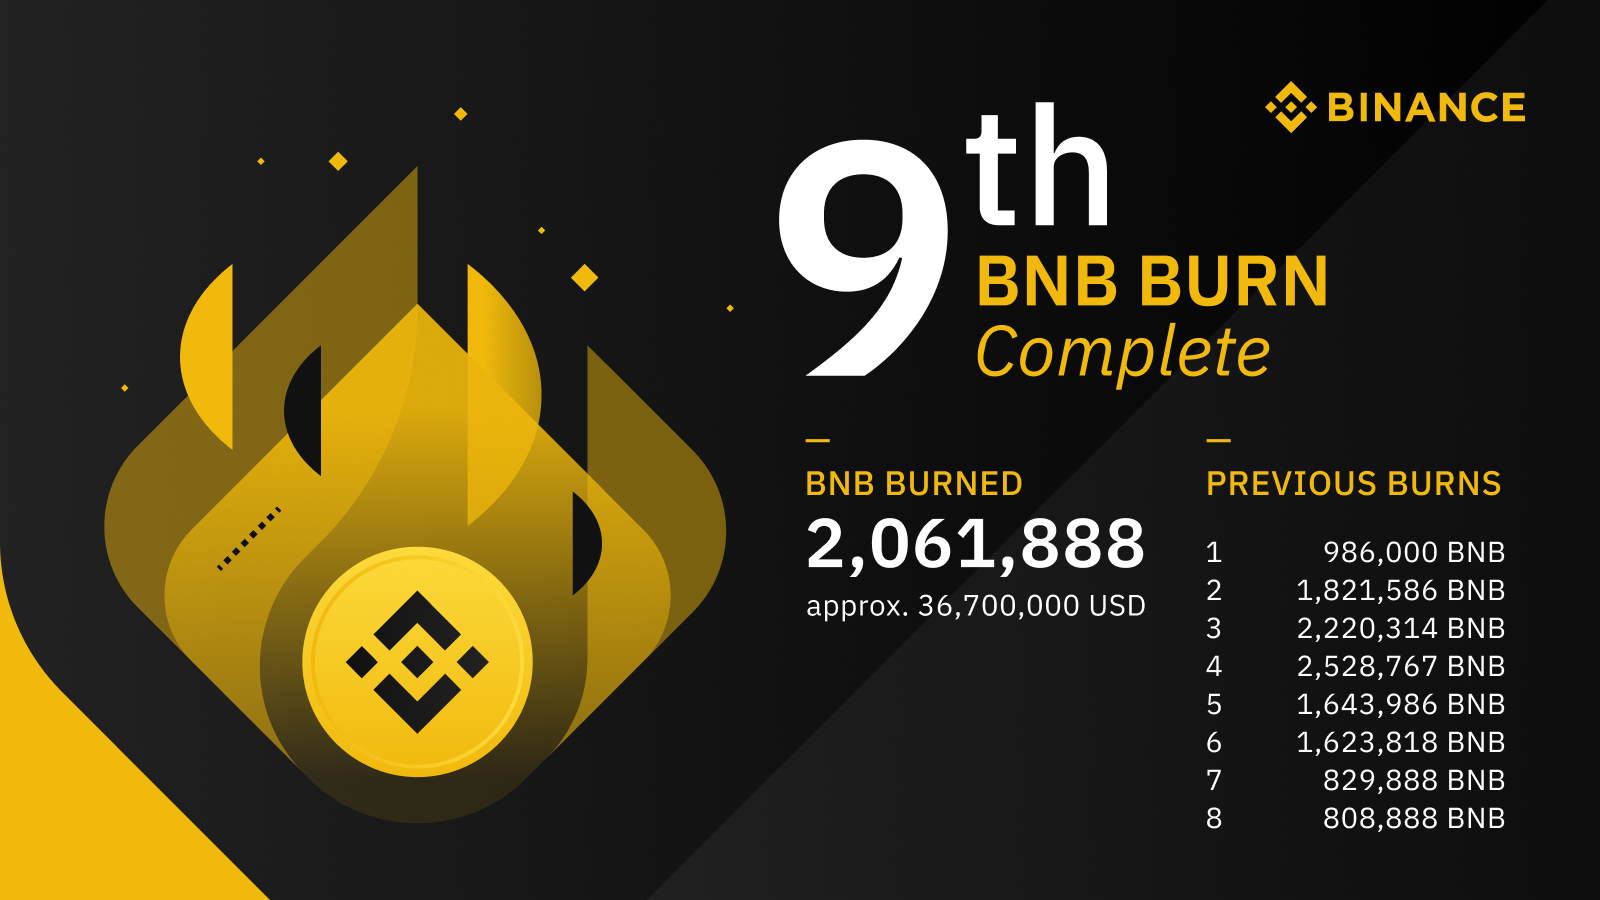 BINANCE
9th
BNB BURN
Complete
BNB BURNED
2,061,888
approx. 36,700,000 USD
PREVIOUS BURNS
1 986,000 BNB
2 1,821,586 BNB
3 2,220,314 BNB
4 2,528,767 BNB
5 1,643,986 BNB
6 1,623,818 BNB
7 829,888 BNB
8 808,888 BNB